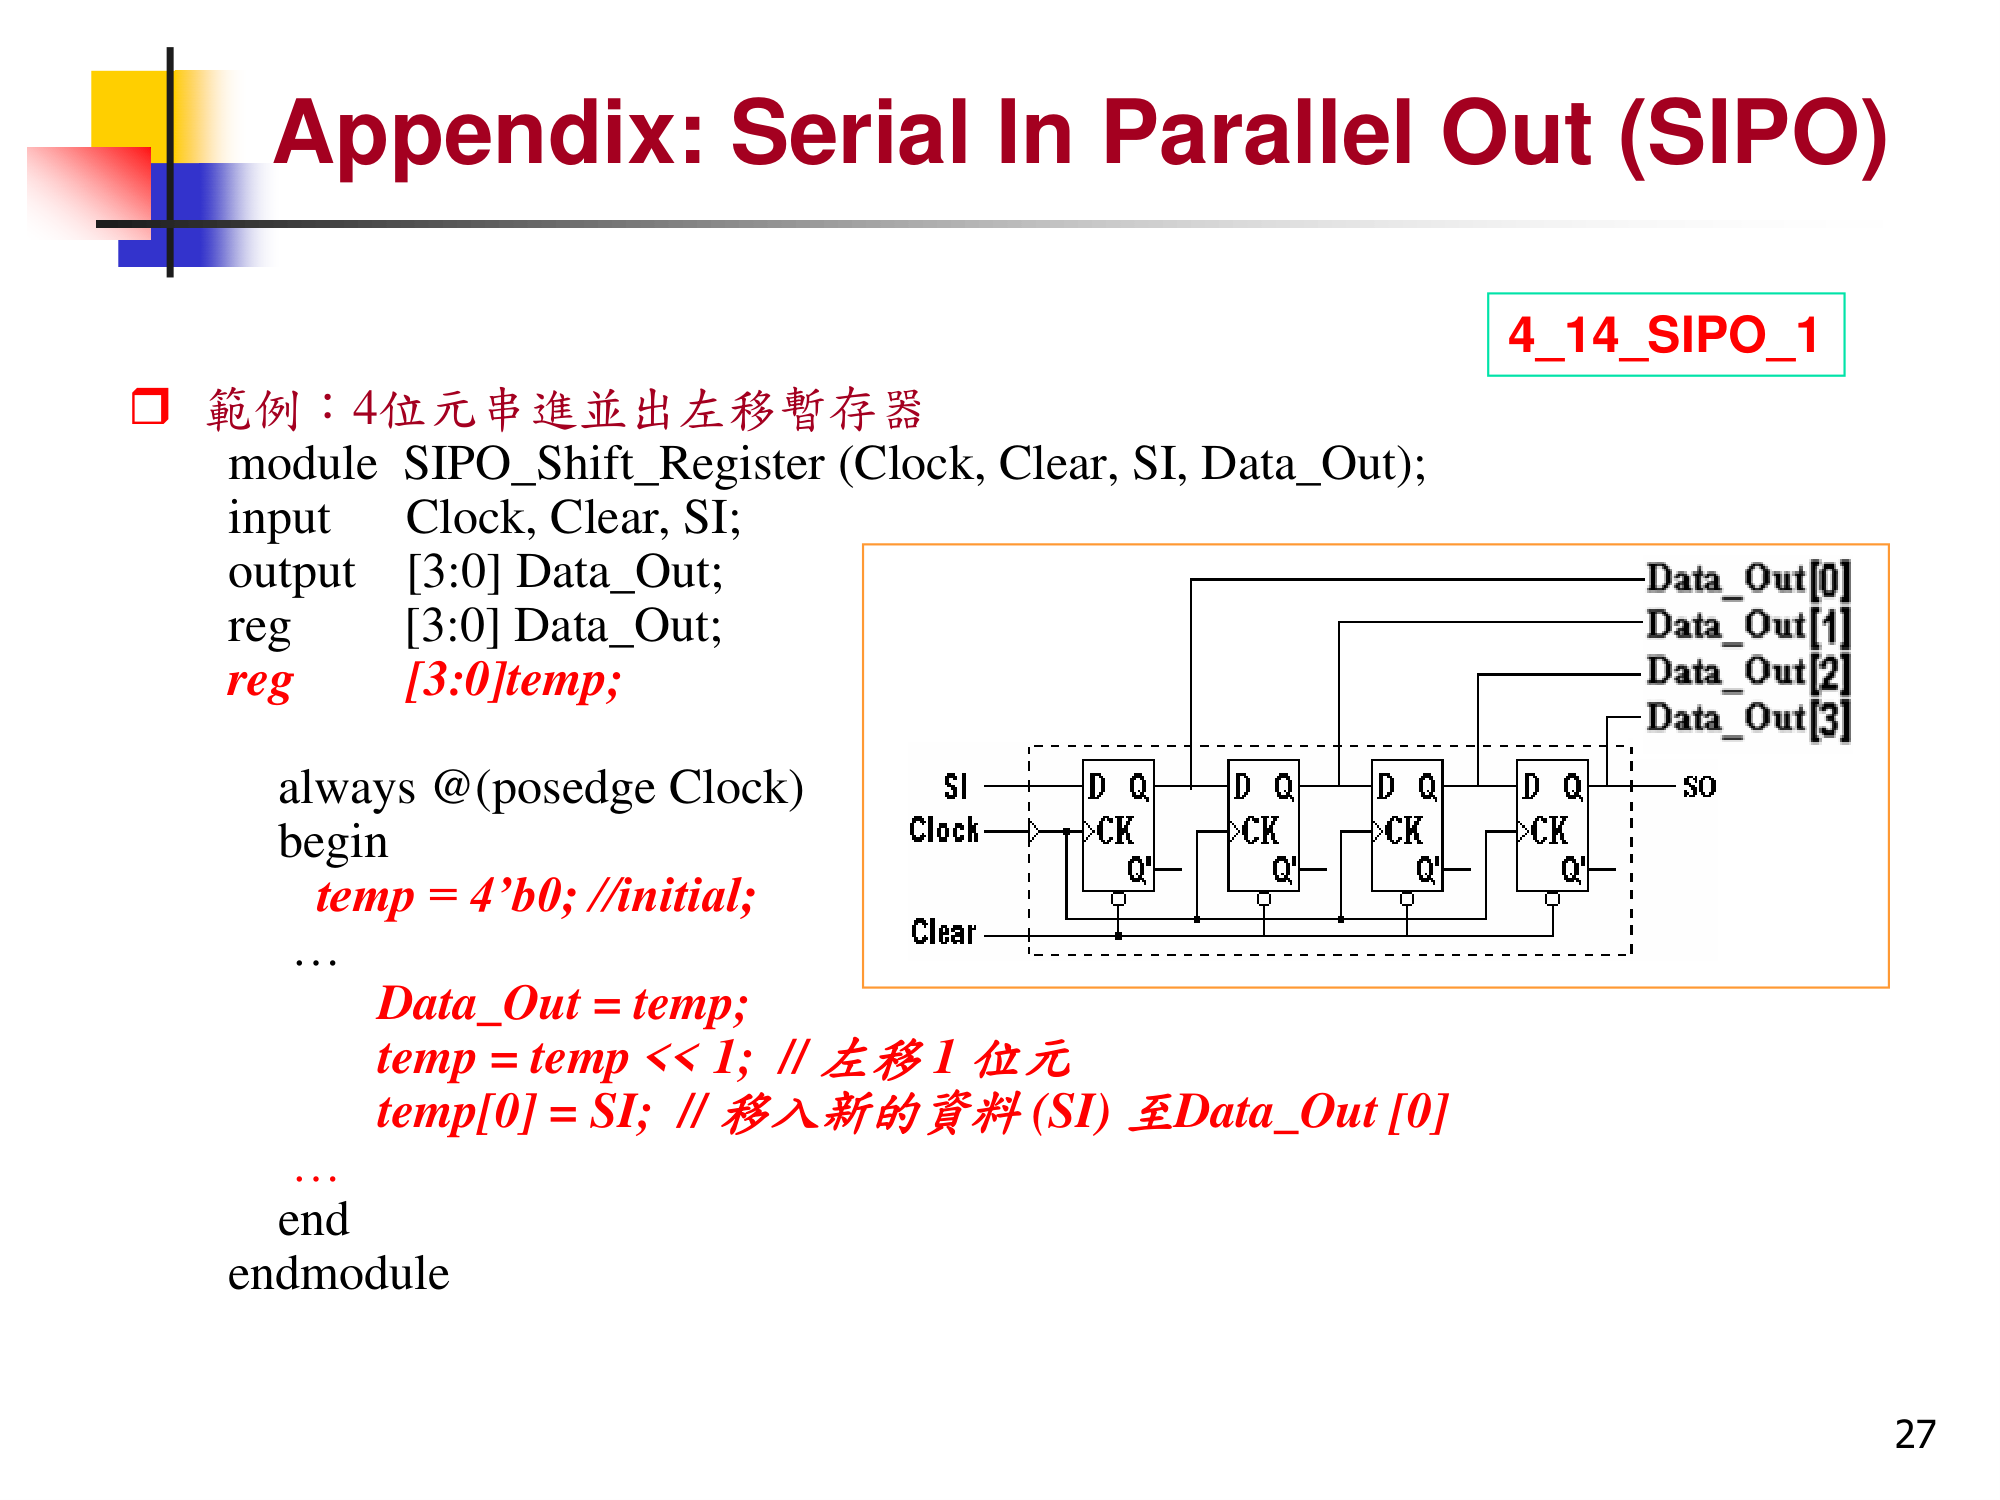 Appendix: Serial In Parallel Out (SIPO)
4_14_SIPO_1
範例：4位元串進並出左移暫存器
module SIPO_Shift_Register (Clock, Clear, SI, Data_Out);
input Clock, Clear, SI;
output [3:0] Data_Out;
reg [3:0] Data_Out;
reg [3:0]temp;
always @(posedge Clock)
begin
temp = 4’b0; //initial;
…
Data_Out = temp;
temp = temp << 1; // 左移 1 位元
temp[0] = SI; // 移入新的資料 (SI) 至Data_Out [0]
…
end
endmodule
Data_Out[0]
Data_Out[1]
Data_Out[2]
Data_Out[3]
SI D Q D Q D Q D Q SO
Clock CK CK CK CK
Q' Q' Q' Q'
Clear
27